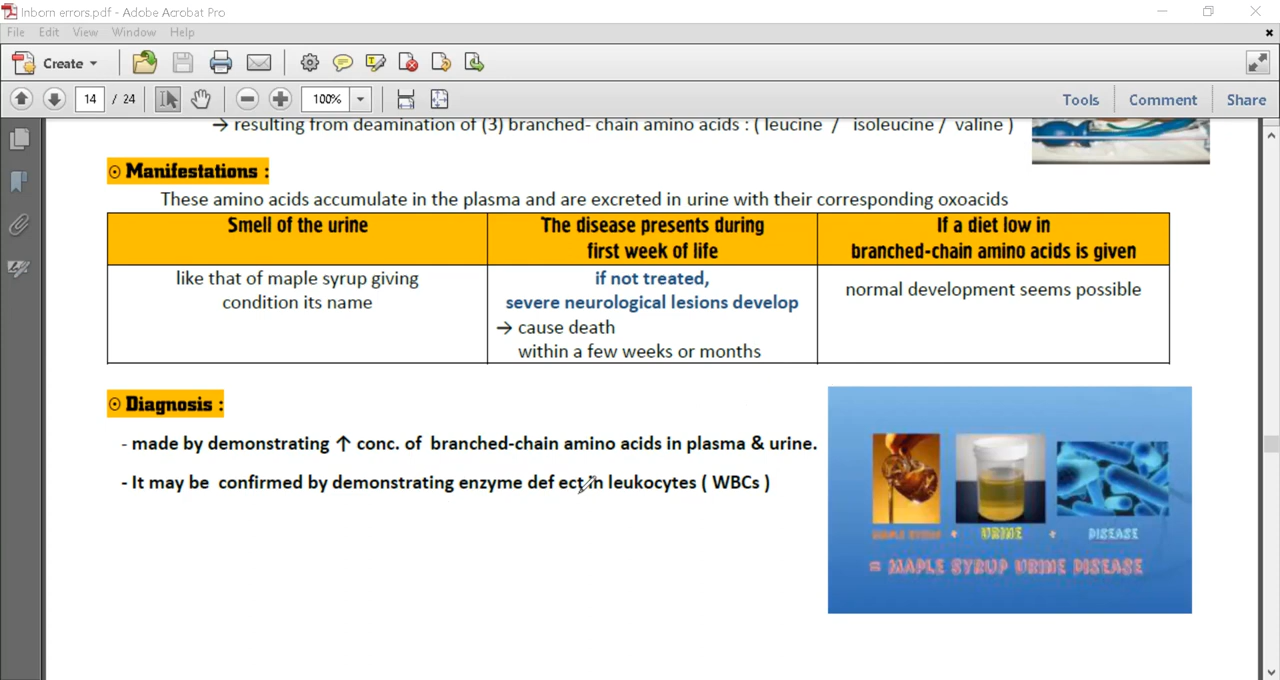 Inborn errors.pdf - Adobe Acrobat Pro
File Edit View Window Help
Create
14 / 24 100% Tools Comment Share
→ resulting from deamination of (3) branched- chain amino acids : ( leucine / isoleucine / valine )
⊙ Manifestations :
These amino acids accumulate in the plasma and are excreted in urine with their corresponding oxoacids
Smell of the urine
like that of maple syrup giving
condition its name
The disease presents during
first week of life
if not treated,
severe neurological lesions develop
→ cause death
within a few weeks or months
If a diet low in
branched-chain amino acids is given
normal development seems possible
⊙ Diagnosis :
- made by demonstrating ↑ conc. of branched-chain amino acids in plasma & urine.
- It may be confirmed by demonstrating enzyme def ect in leukocytes ( WBCs )
MAPLE SYRUP + URINE + DISEASE
= MAPLE SYRUP URINE DISEASE